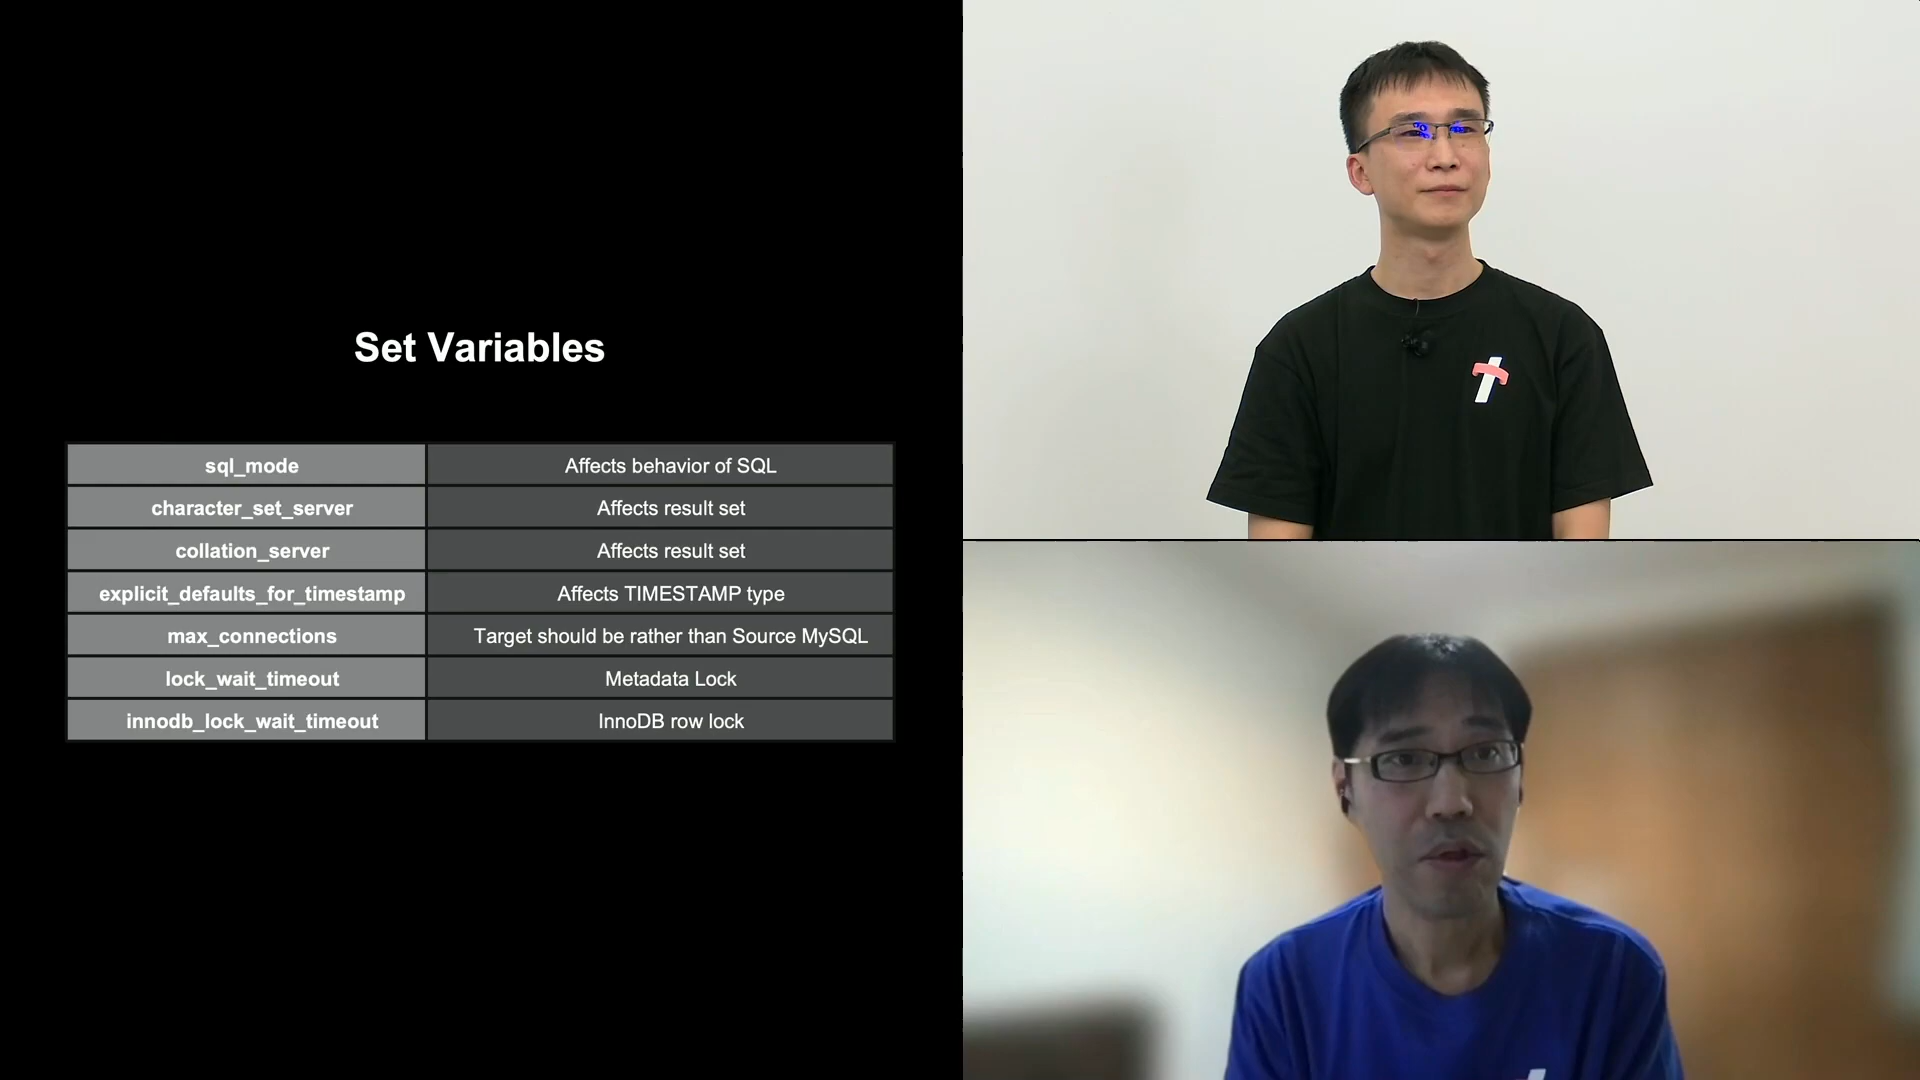 Set Variables
sql_mode Affects behavior of SQL
character_set_server Affects result set
collation_server Affects result set
explicit_defaults_for_timestamp Affects TIMESTAMP type
max_connections Target should be rather than Source MySQL
lock_wait_timeout Metadata Lock
innodb_lock_wait_timeout InnoDB row lock